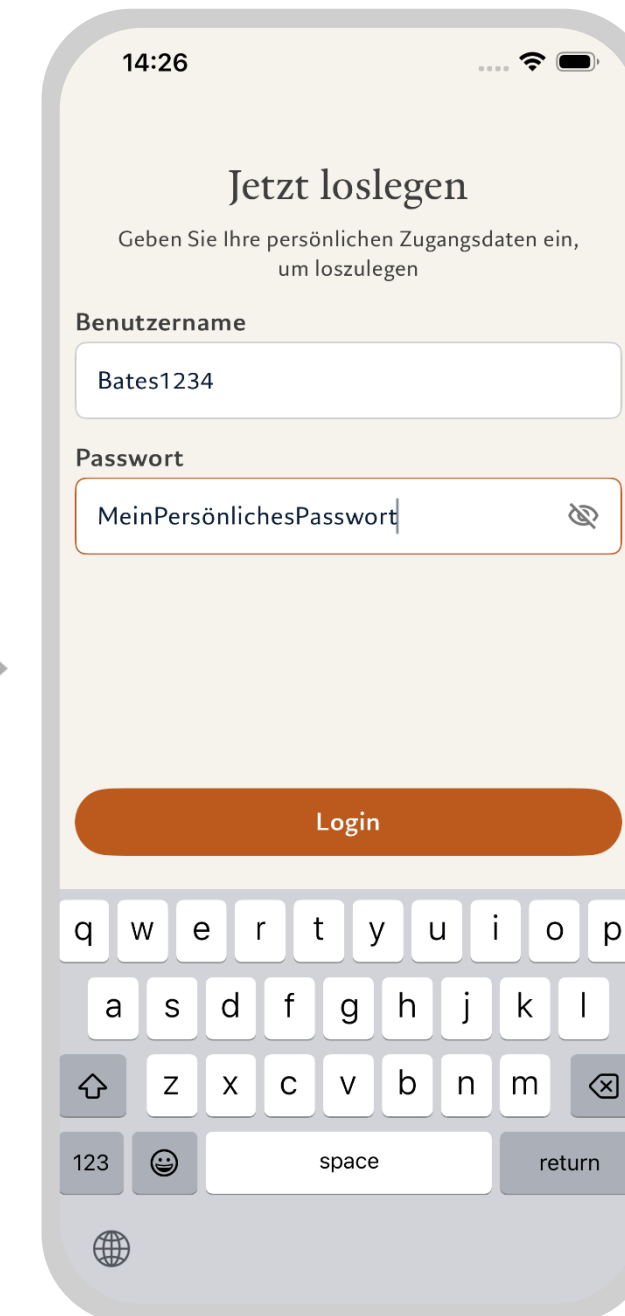 14:26
Jetzt loslegen
Geben Sie Ihre persönlichen Zugangsdaten ein,
um loszulegen
Benutzername
Bates1234
Passwort
MeinPersönlichesPasswort
Login
q w e r t y u i o p
a s d f g h j k l
z x c v b n m
123 space return